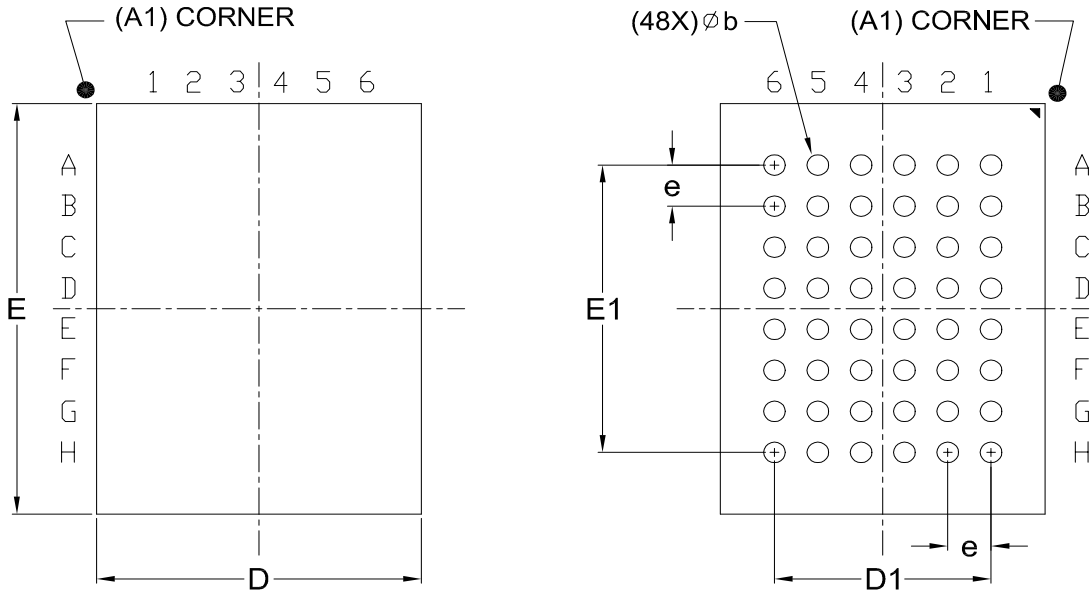 (A1) CORNER
1 2 3 4 5 6
A
B
C
D
E
F
G
H
E
D
(48X) ∅ b
(A1) CORNER
6 5 4 3 2 1
A
B
C
D
E
F
G
H
e
E1
e
D1